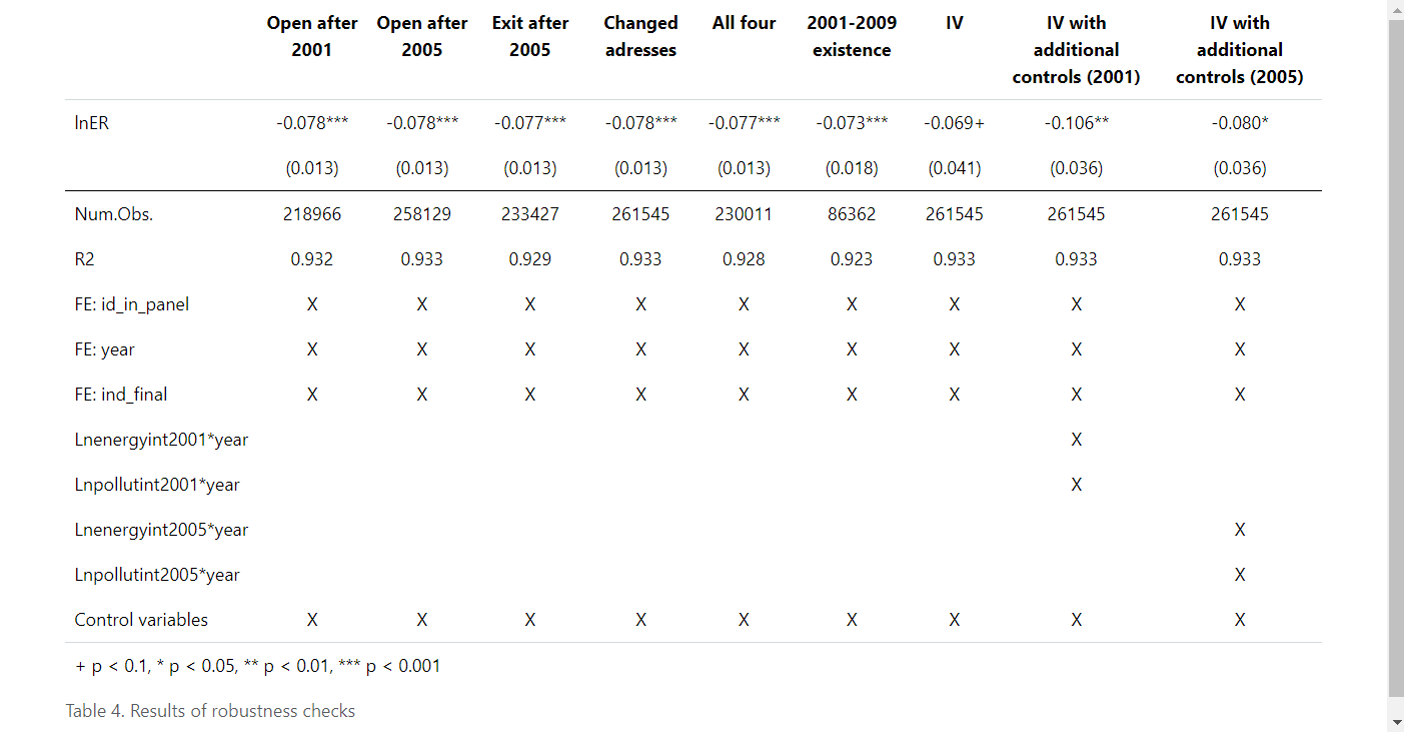 Open after 2001 Open after 2005 Exit after 2005 Changed adresses All four 2001-2009 existence IV IV with additional controls (2001) IV with additional controls (2005)
lnER -0.078*** -0.078*** -0.077*** -0.078*** -0.077*** -0.073*** -0.069+ -0.106** -0.080*
(0.013) (0.013) (0.013) (0.013) (0.013) (0.018) (0.041) (0.036) (0.036)
Num.Obs. 218966 258129 233427 261545 230011 86362 261545 261545 261545
R2 0.932 0.933 0.929 0.933 0.928 0.923 0.933 0.933 0.933
FE: id_in_panel X X X X X X X X X
FE: year X X X X X X X X X
FE: ind_final X X X X X X X X X
Lnenergyint2001*year X
Lnpollutint2001*year X
Lnenergyint2005*year X
Lnpollutint2005*year X
Control variables X X X X X X X X X
+ p < 0.1, * p < 0.05, ** p < 0.01, *** p < 0.001
Table 4. Results of robustness checks